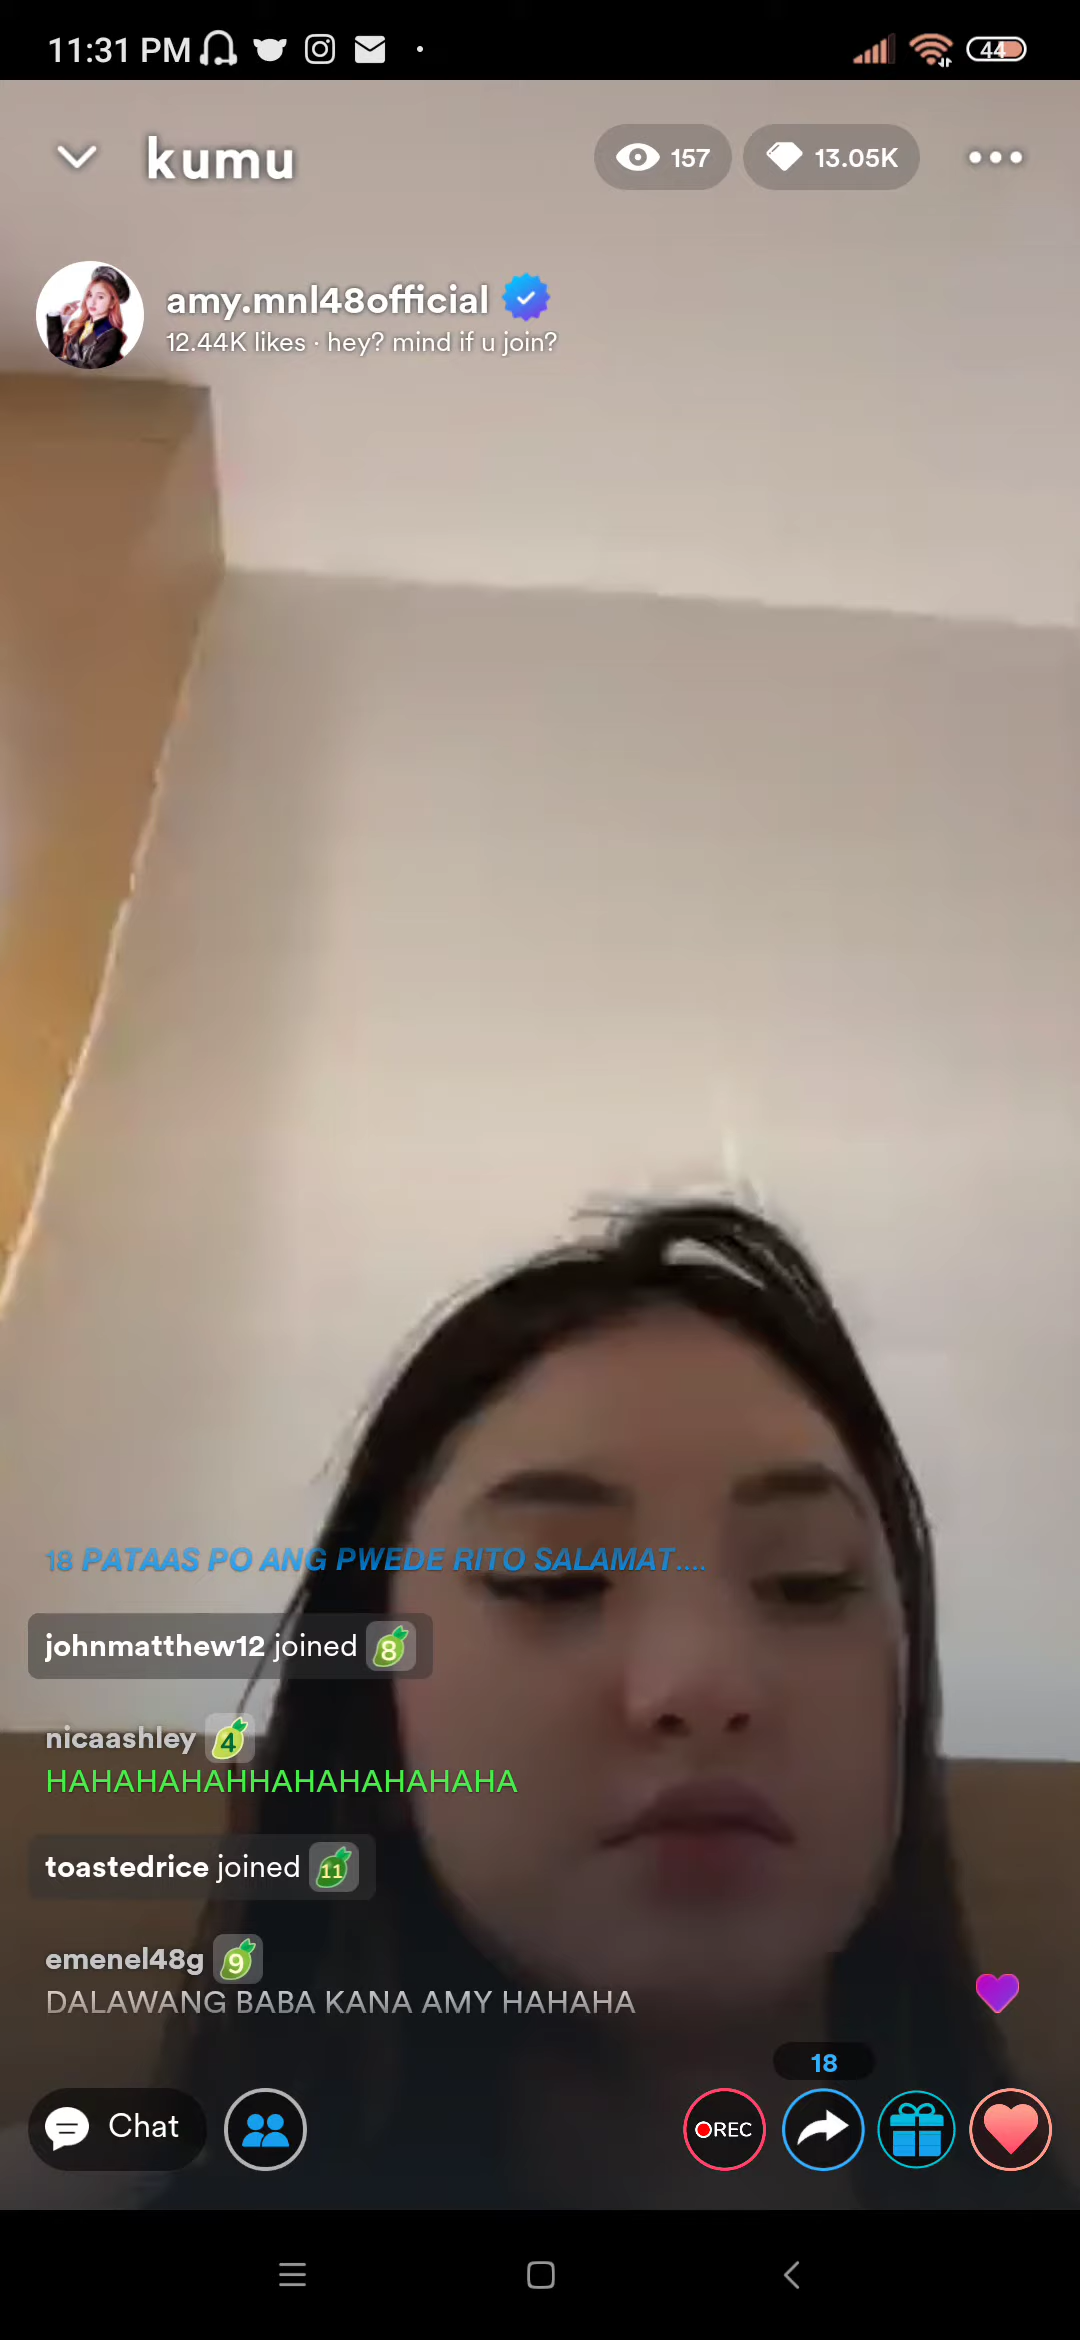 11:31 PM
44
kumu
157
13.05K
amy.mnl48official
12.44K likes · hey? mind if u join?
18 PATAAS PO ANG PWEDE RITO SALAMAT....
johnmatthew12 joined 8
nicaashley 4
HAHAHAHAHHAHAHAHAHAHA
toastedrice joined 11
emenel48g 9
DALAWANG BABA KANA AMY HAHAHA
18
Chat
REC